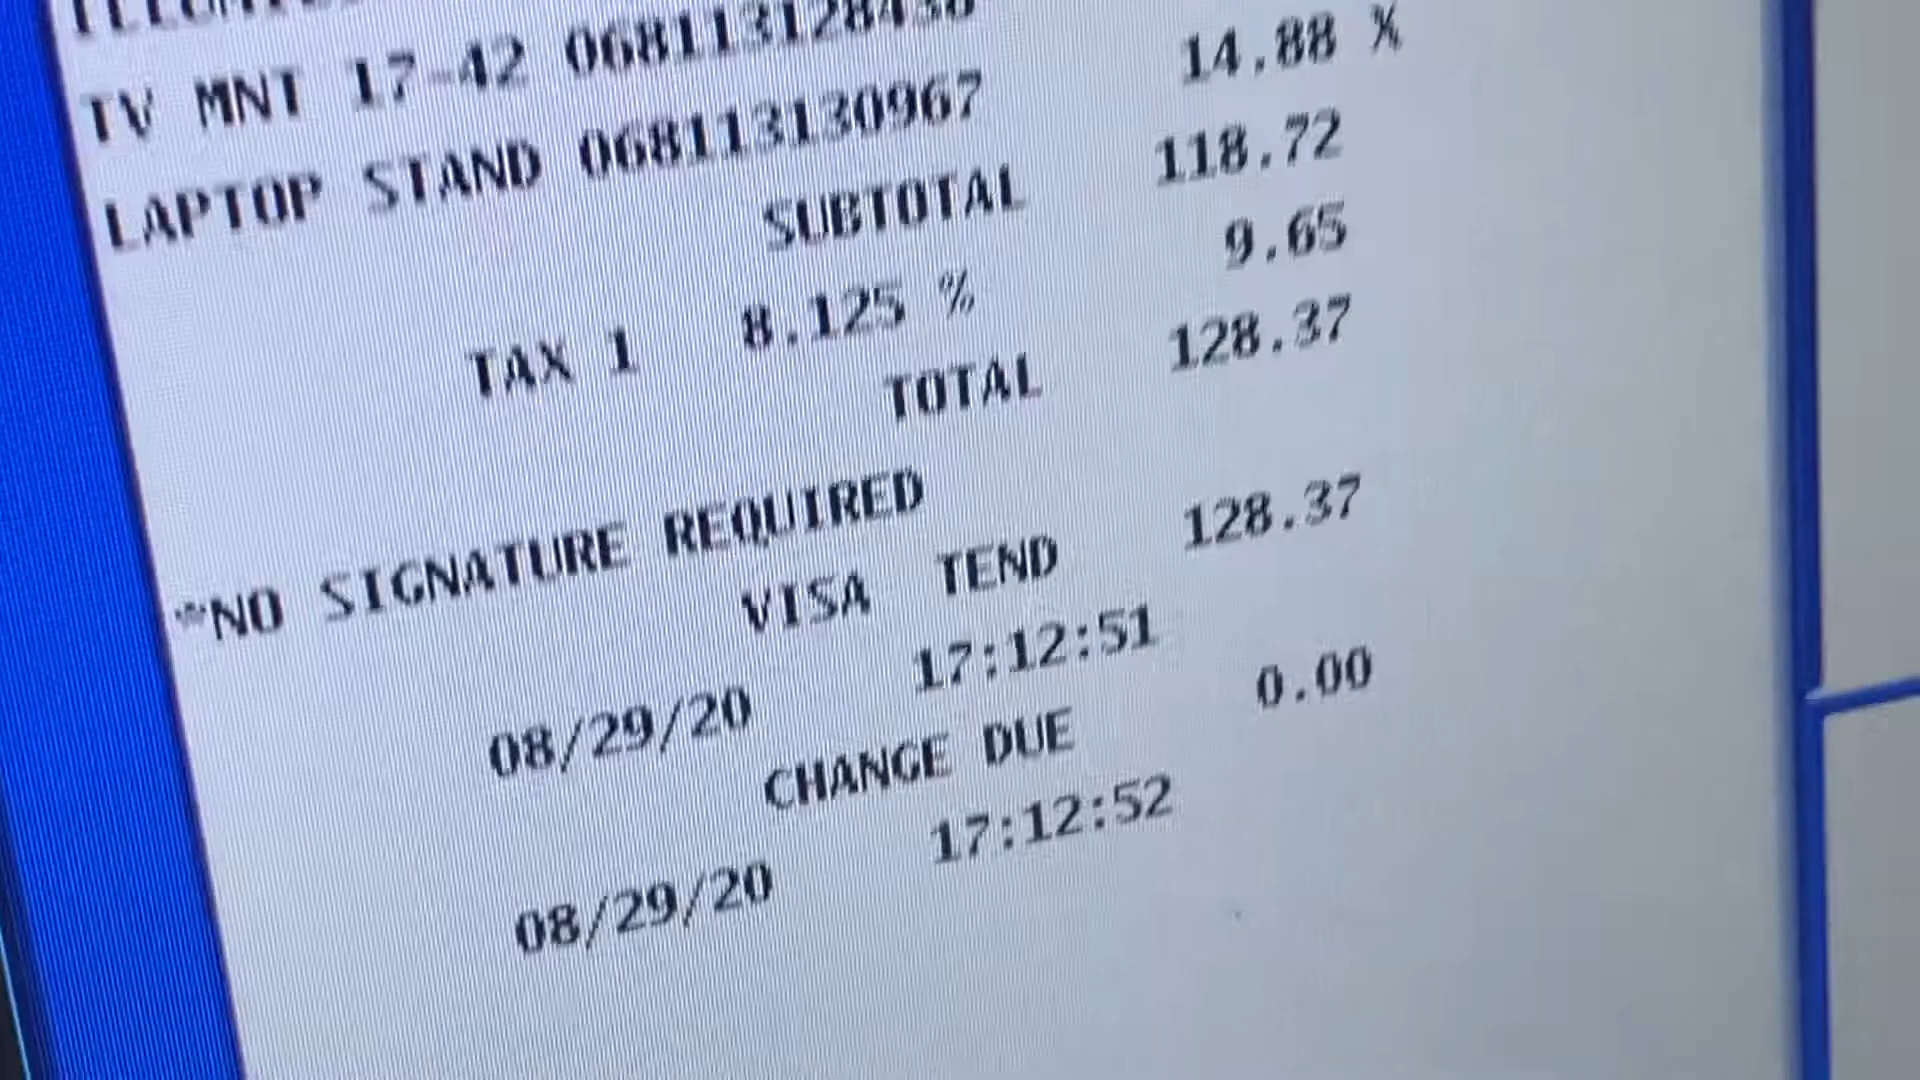 TV MNT 17-42
LAPTOP STAND 068113130967 14.88 X
SUBTOTAL 118.72
TAX 1 8.125 % 9.65
TOTAL 128.37
*NO SIGNATURE REQUIRED
VISA TEND 128.37
08/29/20 17:12:51
CHANGE DUE 0.00
08/29/20 17:12:52